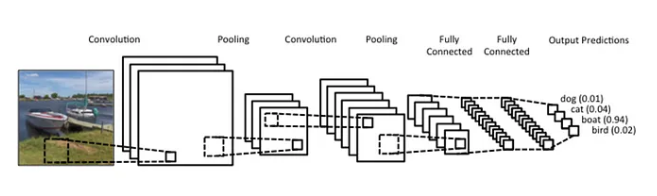 Convolution Pooling Convolution Pooling Fully Connected Fully Connected Output Predictions
dog (0.01)
cat (0.04)
boat (0.94)
bird (0.02)